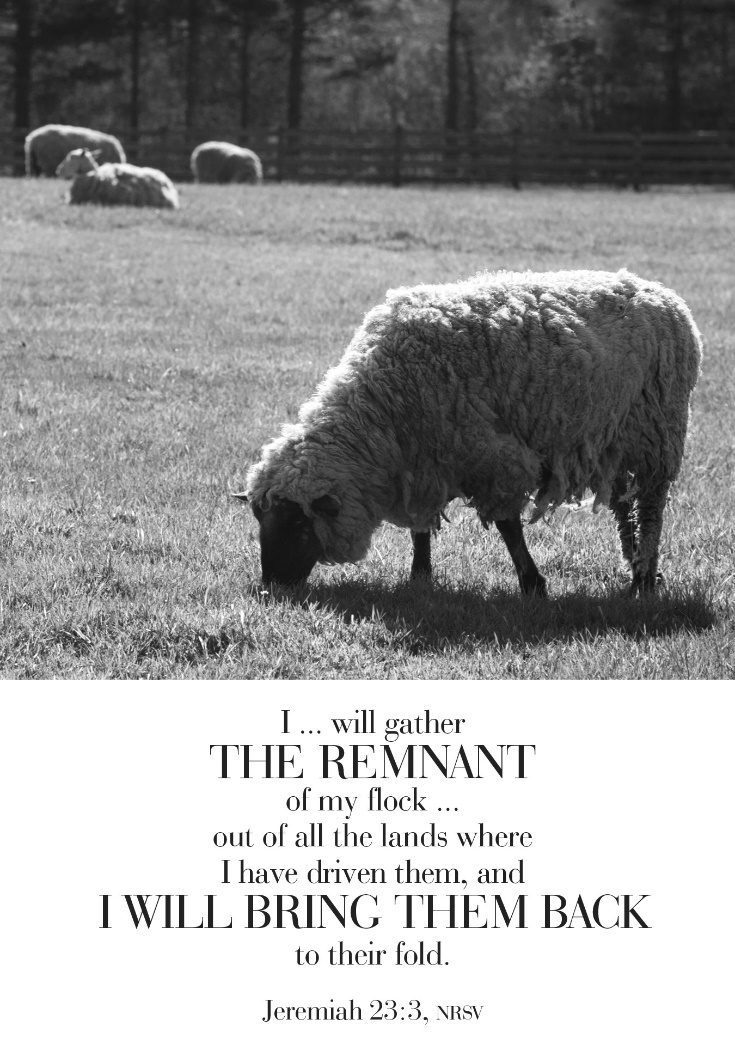 I ... will gather
THE REMNANT
of my flock ...
out of all the lands where
I have driven them, and
I WILL BRING THEM BACK
to their fold.
Jeremiah 23:3, NRSV